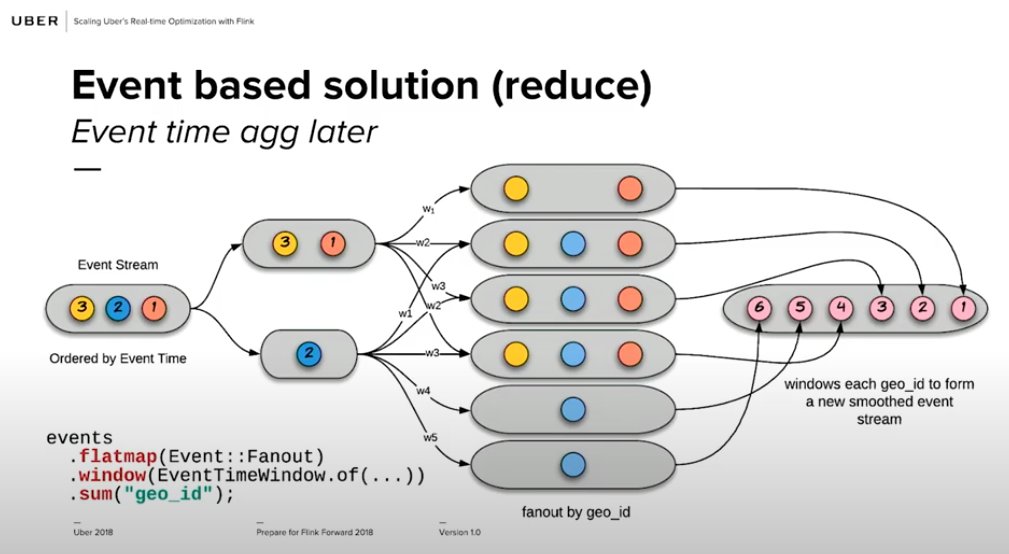 UBER
Scaling Uber's Real-time Optimization with Flink
Event based solution (reduce)
Event time agg later
Event Stream
3 2 1
Ordered by Event Time
3 1
2
w1
w2
w3
w2
w1
w3
w4
w5
6 5 4 3 2 1
windows each geo_id to form
a new smoothed event
stream
fanout by geo_id
events
.flatmap(Event::Fanout)
.window(EventTimeWindow.of(...))
.sum("geo_id");
Uber 2018
Prepare for Flink Forward 2018
Version 1.0